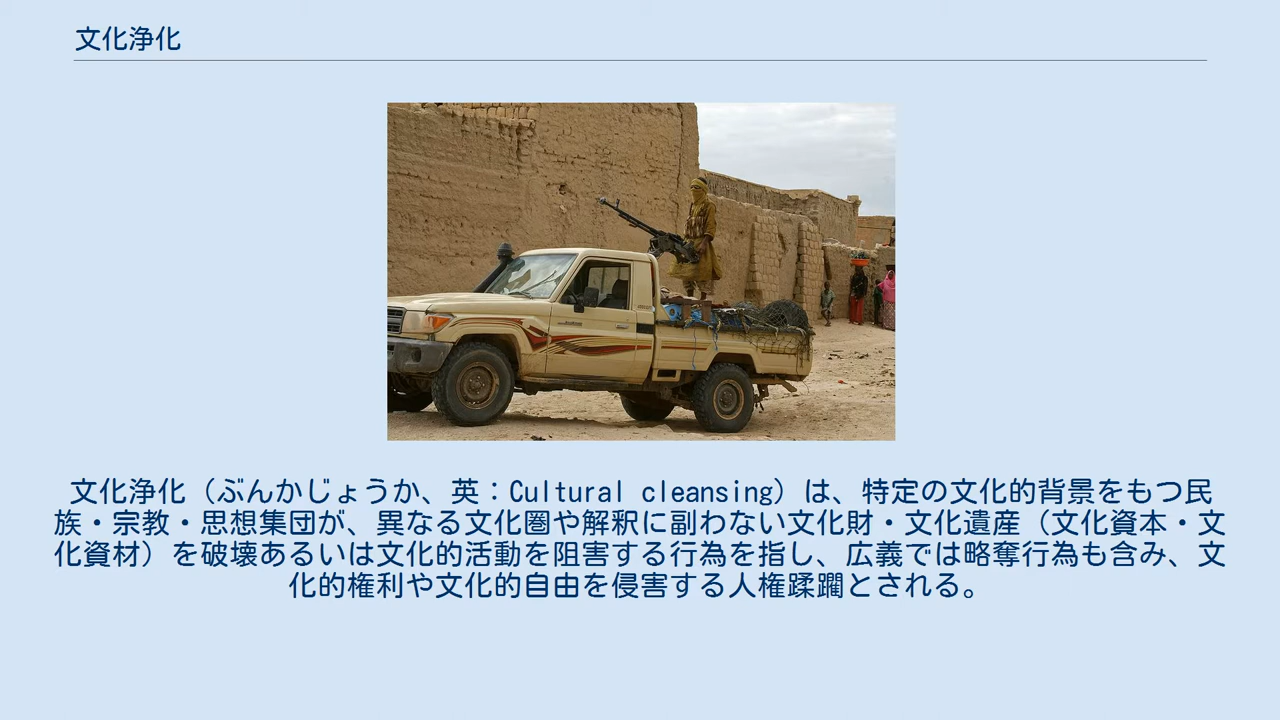 文化浄化
文化浄化（ぶんかじょうか、英：Cultural cleansing）は、特定の文化的背景をもつ民
族・宗教・思想集団が、異なる文化圏や解釈に副わない文化財・文化遺産（文化資本・文
化資材）を破壊あるいは文化的活動を阻害する行為を指し、広義では略奪行為も含み、文
化的権利や文化的自由を侵害する人権蹂躙とされる。